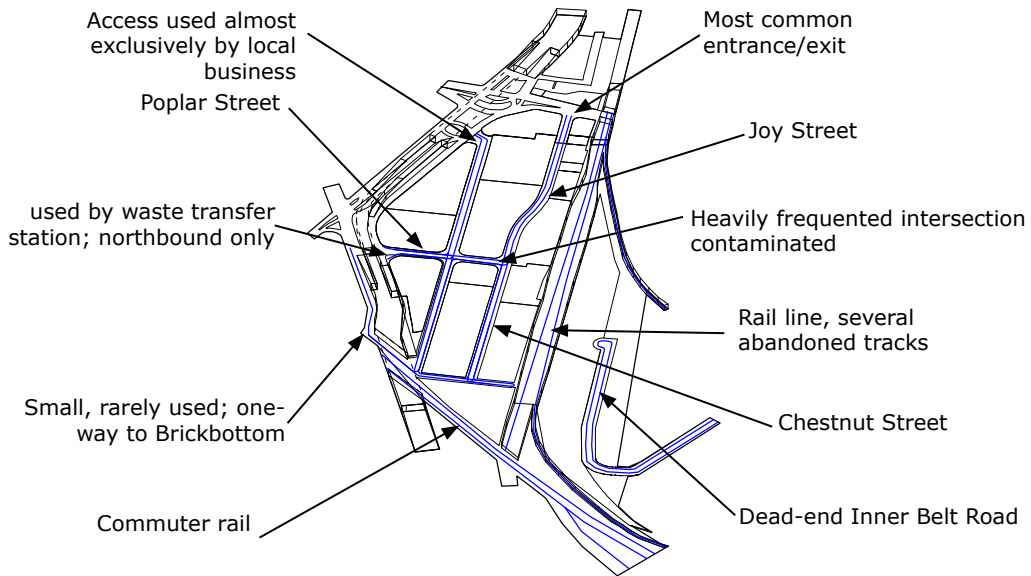 Access used almost
exclusively by local
business
Most common
entrance/exit
Poplar Street
Joy Street
used by waste transfer
station; northbound only
Heavily frequented intersection
contaminated
Rail line, several
abandoned tracks
Small, rarely used; one-
way to Brickbottom
Chestnut Street
Commuter rail
Dead-end Inner Belt Road